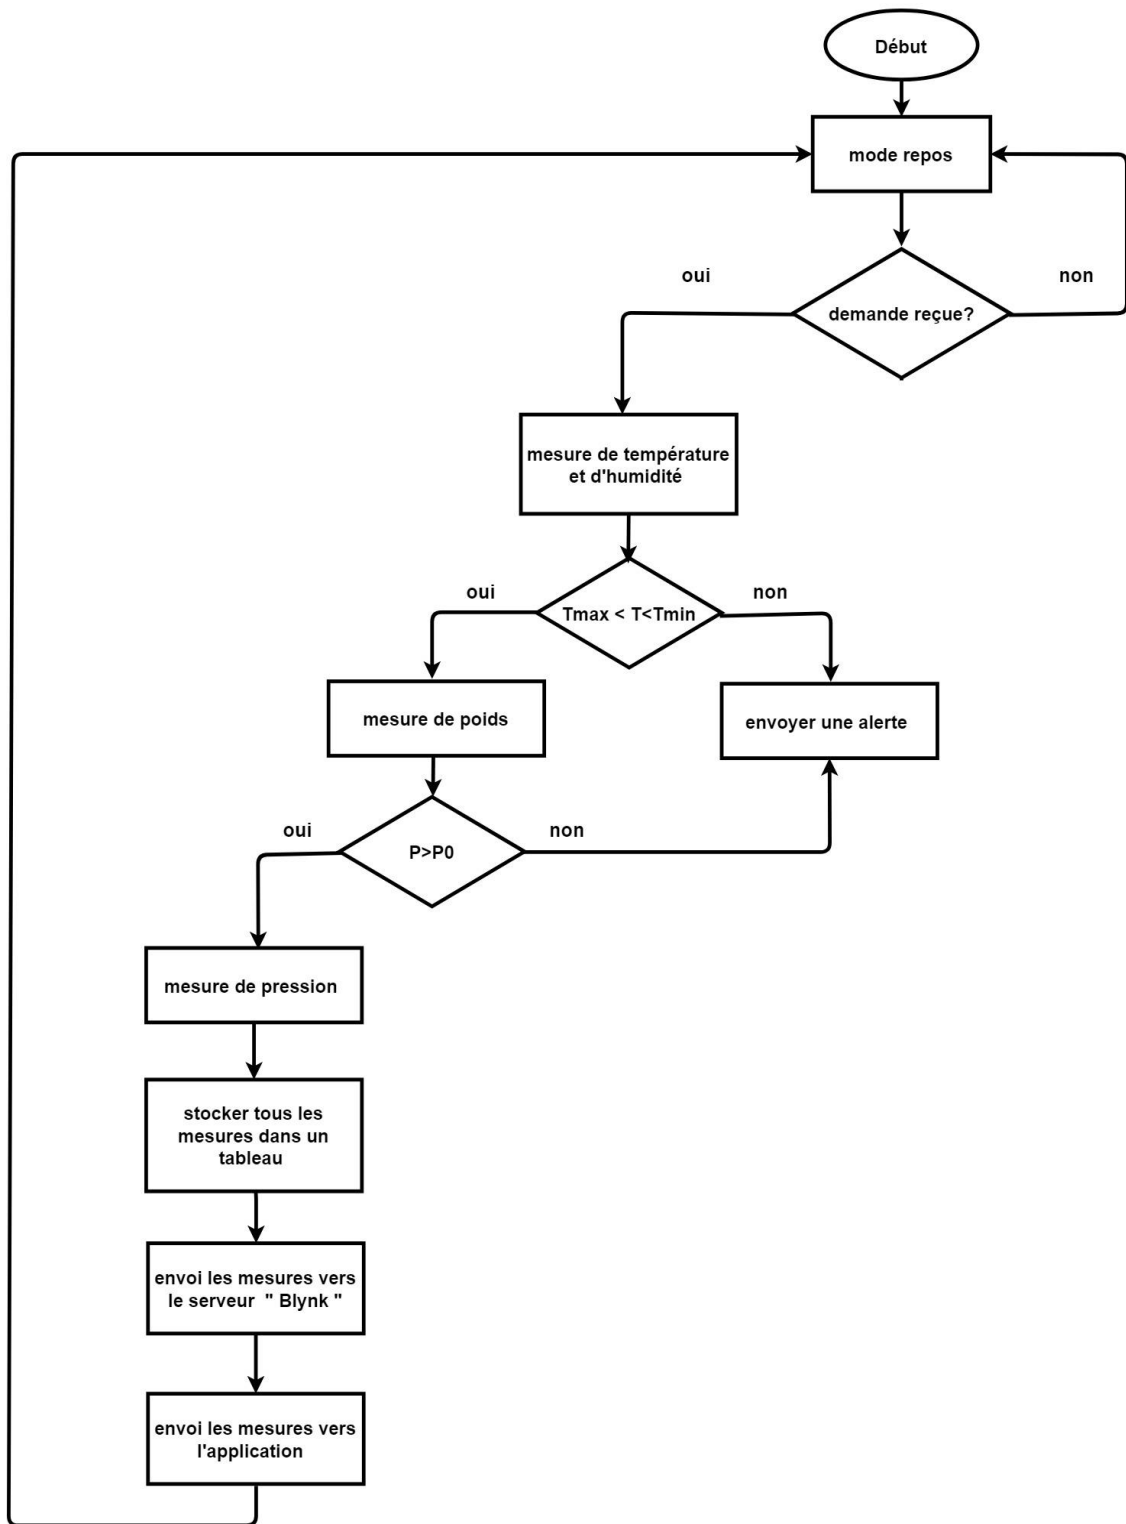 Début
mode repos
oui
non
demande reçue?
mesure de température
et d'humidité
oui
non
Tmax < T<Tmin
mesure de poids
envoyer une alerte
oui
non
P>P0
mesure de pression
stocker tous les
mesures dans un
tableau
envoi les mesures vers
le serveur " Blynk "
envoi les mesures vers
l'application